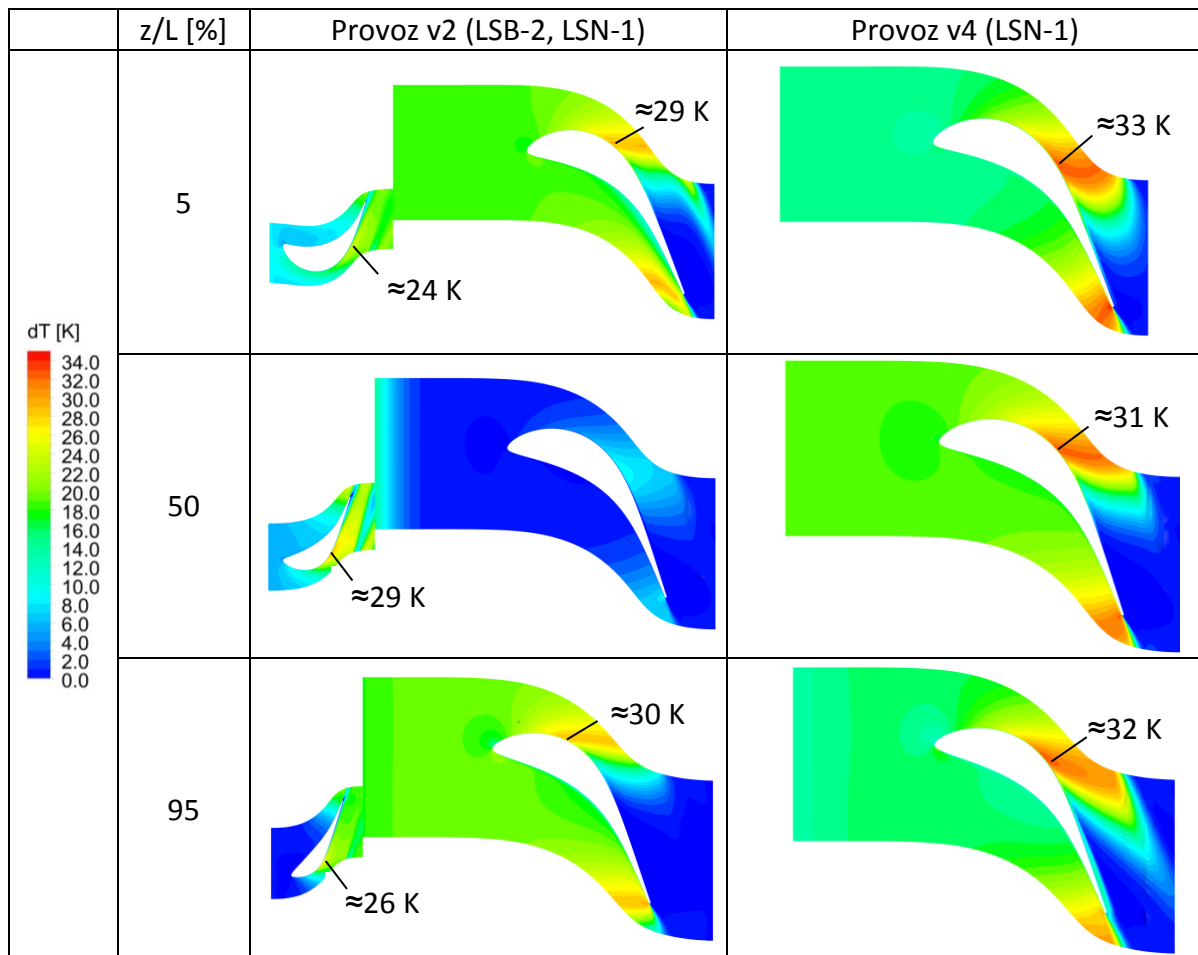 z/L [%]
Provoz v2 (LSB-2, LSN-1)
Provoz v4 (LSN-1)
5
≈29 K
≈24 K
≈33 K
dT [K]
34.0
32.0
30.0
28.0
26.0
24.0
22.0
20.0
18.0
16.0
14.0
12.0
10.0
8.0
6.0
4.0
2.0
0.0
50
≈29 K
≈31 K
95
≈30 K
≈26 K
≈32 K